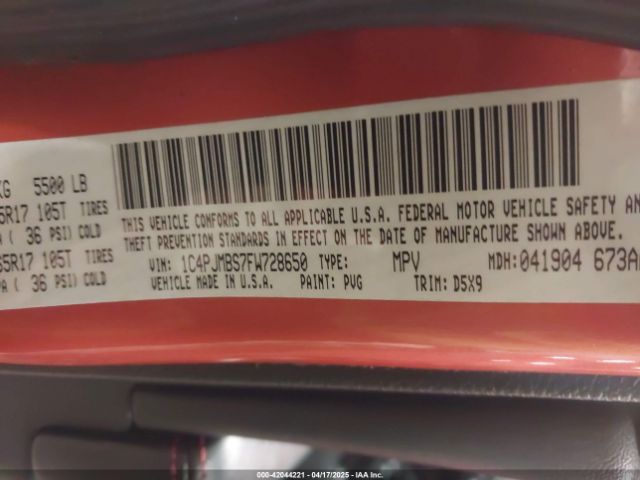 KG 5500 LB
5R17 105T TIRES
A ( 36 PSI) COLD
65R17 105T TIRES
PA ( 36 PSI) COLD
THIS VEHICLE CONFORMS TO ALL APPLICABLE U.S.A. FEDERAL MOTOR VEHICLE SAFETY AN
THEFT PREVENTION STANDARDS IN EFFECT ON THE DATE OF MANUFACTURE SHOWN ABOVE.
VIN: 1C4PJMBS7FW728650 TYPE: MPV MDH: 041904 673A
VEHICLE MADE IN U.S.A. PAINT: PVG TRIM: D5X9
000-42044221 - 04/17/2025 - IAA Inc.